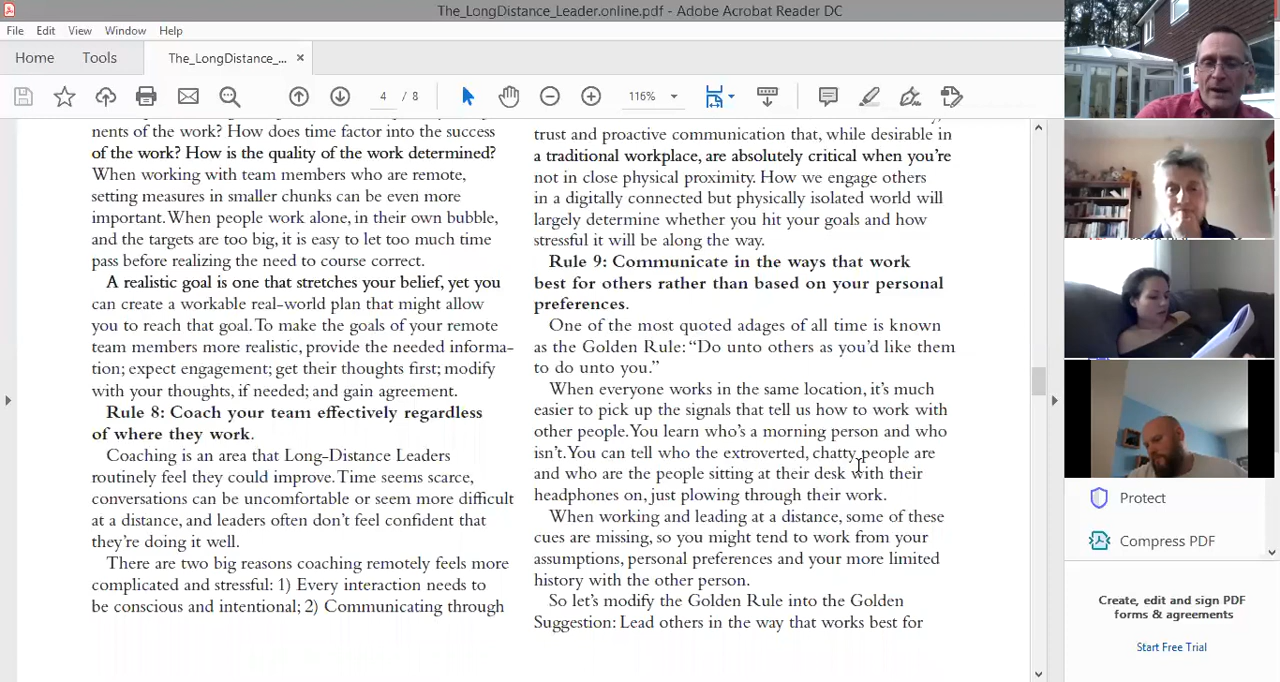 The_LongDistance_Leader.online.pdf - Adobe Acrobat Reader DC
File Edit View Window Help
Home Tools The_LongDistance_... ×
4 / 8 116%
nents of the work? How does time factor into the success
of the work? How is the quality of the work determined?
When working with team members who are remote,
setting measures in smaller chunks can be even more
important. When people work alone, in their own bubble,
and the targets are too big, it is easy to let too much time
pass before realizing the need to course correct.
A realistic goal is one that stretches your belief, yet you
can create a workable real-world plan that might allow
you to reach that goal. To make the goals of your remote
team members more realistic, provide the needed informa-
tion; expect engagement; get their thoughts first; modify
with your thoughts, if needed; and gain agreement.
Rule 8: Coach your team effectively regardless
of where they work.
Coaching is an area that Long-Distance Leaders
routinely feel they could improve. Time seems scarce,
conversations can be uncomfortable or seem more difficult
at a distance, and leaders often don't feel confident that
they're doing it well.
There are two big reasons coaching remotely feels more
complicated and stressful: 1) Every interaction needs to
be conscious and intentional; 2) Communicating through
trust and proactive communication that, while desirable in
a traditional workplace, are absolutely critical when you're
not in close physical proximity. How we engage others
in a digitally connected but physically isolated world will
largely determine whether you hit your goals and how
stressful it will be along the way.
Rule 9: Communicate in the ways that work
best for others rather than based on your personal
preferences.
One of the most quoted adages of all time is known
as the Golden Rule: “Do unto others as you'd like them
to do unto you.”
When everyone works in the same location, it's much
easier to pick up the signals that tell us how to work with
other people. You learn who's a morning person and who
isn't. You can tell who the extroverted, chatty people are
and who are the people sitting at their desk with their
headphones on, just plowing through their work.
When working and leading at a distance, some of these
cues are missing, so you might tend to work from your
assumptions, personal preferences and your more limited
history with the other person.
So let's modify the Golden Rule into the Golden
Suggestion: Lead others in the way that works best for
Protect
Compress PDF
Create, edit and sign PDF
forms & agreements
Start Free Trial